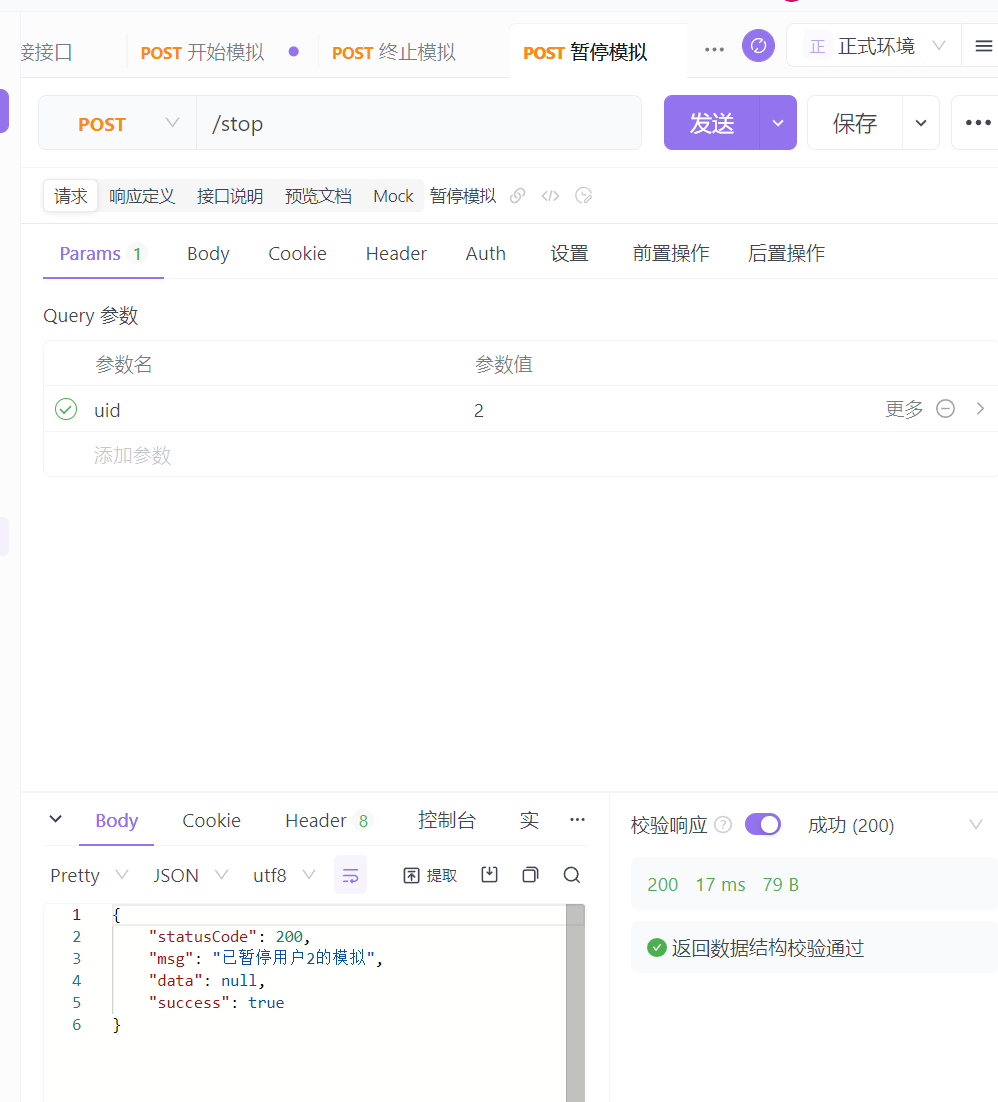 接接口
POST 开始模拟
POST 终止模拟
POST 暂停模拟
正 正式环境
POST
/stop
发送
保存
请求
响应定义
接口说明
预览文档
Mock
暂停模拟
Params 1
Body
Cookie
Header
Auth
设置
前置操作
后置操作
Query 参数
参数名
参数值
uid
2
更多
添加参数
Body
Cookie
Header 8
控制台
实
校验响应
成功 (200)
Pretty
JSON
utf8
提取
200 17 ms 79 B
返回数据结构校验通过
1 {
2 "statusCode": 200,
3 "msg": "已暂停用户2的模拟",
4 "data": null,
5 "success": true
6 }